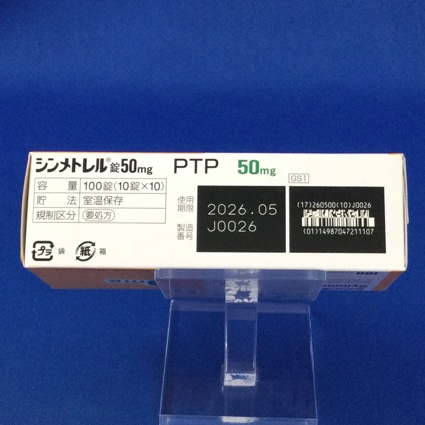 シンメトレル®錠50mg PTP 50mg
容量 100錠(10錠×10)
貯法 室温保存
規制区分 要処方
プラ 袋 紙 箱
使用期限 2026.05
製造番号 J0026
GS1
(17)260500(10)J0026
(01)14987047211107